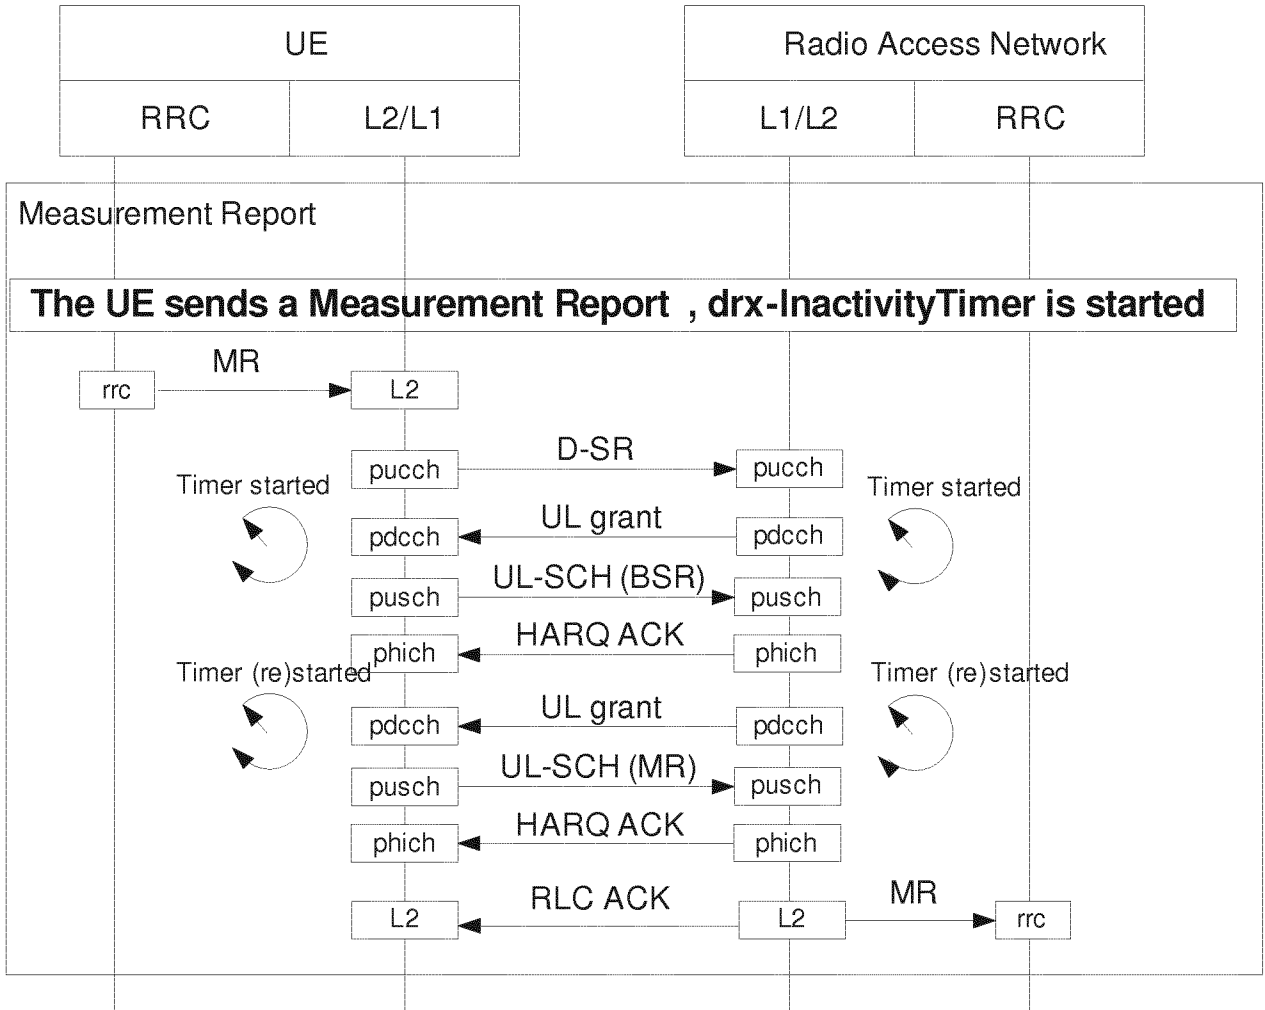 UE
Radio Access Network
RRC
L2/L1
L1/L2
RRC
Measurement Report
The UE sends a Measurement Report , drx-InactivityTimer is started
MR
rrc
L2
D-SR
pucch
pucch
Timer started
Timer started
UL grant
pdcch
pdcch
UL-SCH (BSR)
pusch
pusch
HARQ ACK
phich
phich
Timer (re)started
Timer (re)started
UL grant
pdcch
pdcch
UL-SCH (MR)
pusch
pusch
HARQ ACK
phich
phich
RLC ACK
MR
L2
L2
rrc